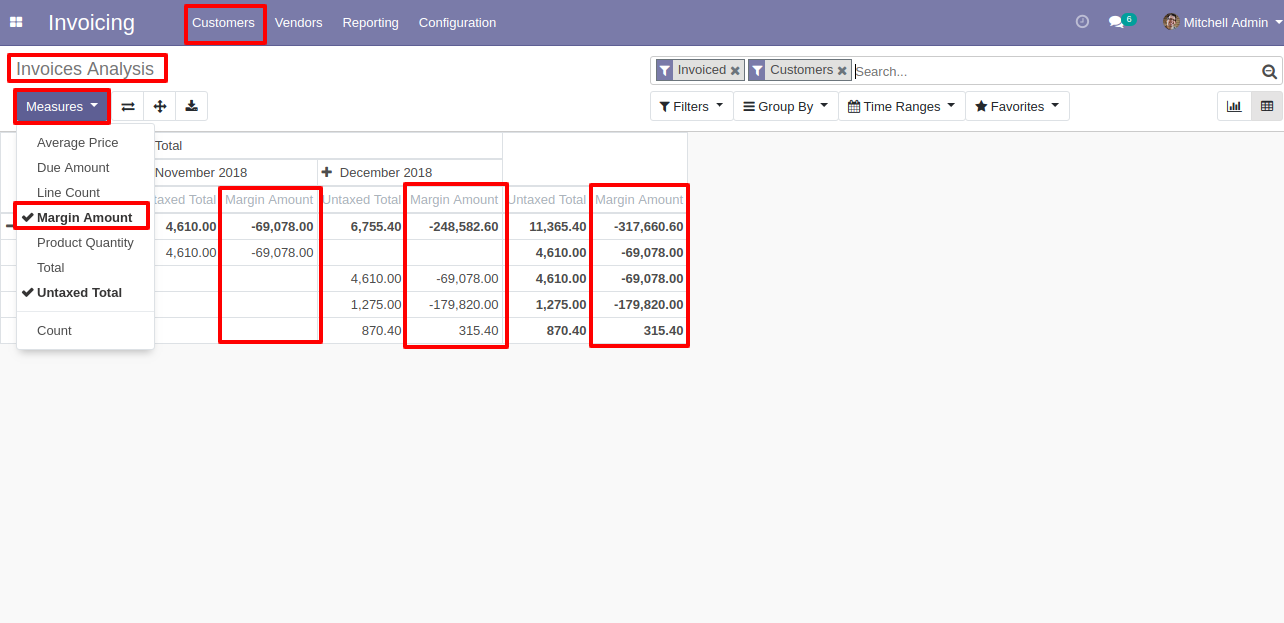 Invoicing Customers Vendors Reporting Configuration 6 Mitchell Admin
Invoices Analysis Invoiced Customers Search...
Measures Filters Group By Time Ranges Favorites
Average Price
Due Amount
Line Count
Margin Amount
Product Quantity
Total
Untaxed Total
Count
Total
November 2018 December 2018
Total Margin Amount Untaxed Total Margin Amount Untaxed Total Margin Amount
4,610.00 -69,078.00 6,755.40 -248,582.60 11,365.40 -317,660.60
4,610.00 -69,078.00 4,610.00 -69,078.00
4,610.00 -69,078.00 4,610.00 -69,078.00
1,275.00 -179,820.00 1,275.00 -179,820.00
870.40 315.40 870.40 315.40